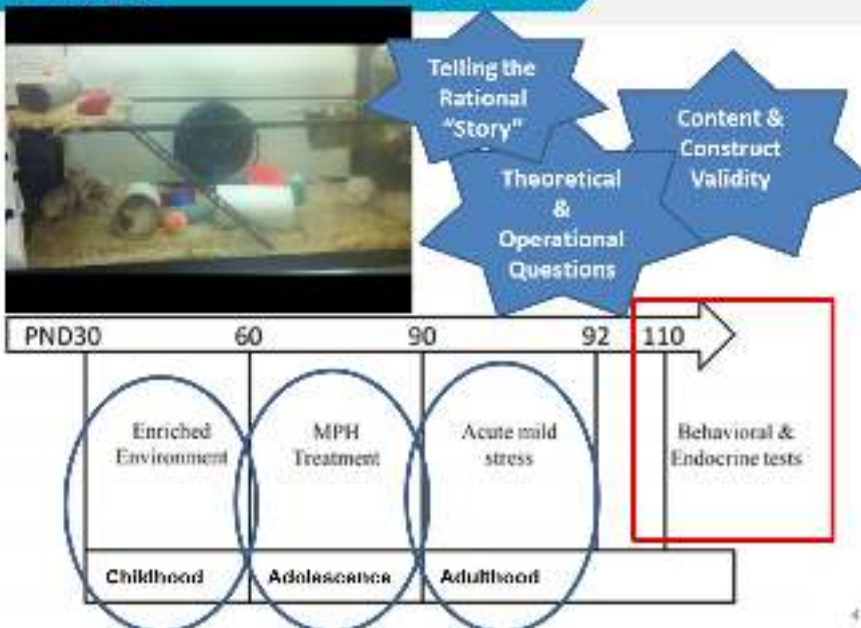 Telling the
Rational
"Story"
Content &
Construct
Validity
Theoretical
&
Operational
Questions
PND30 60 90 92 110
Enriched
Environment
MPH
Treatment
Acute mild
stress
Behavioral &
Endocrine tests
Childhood Adolescence Adulthood
4